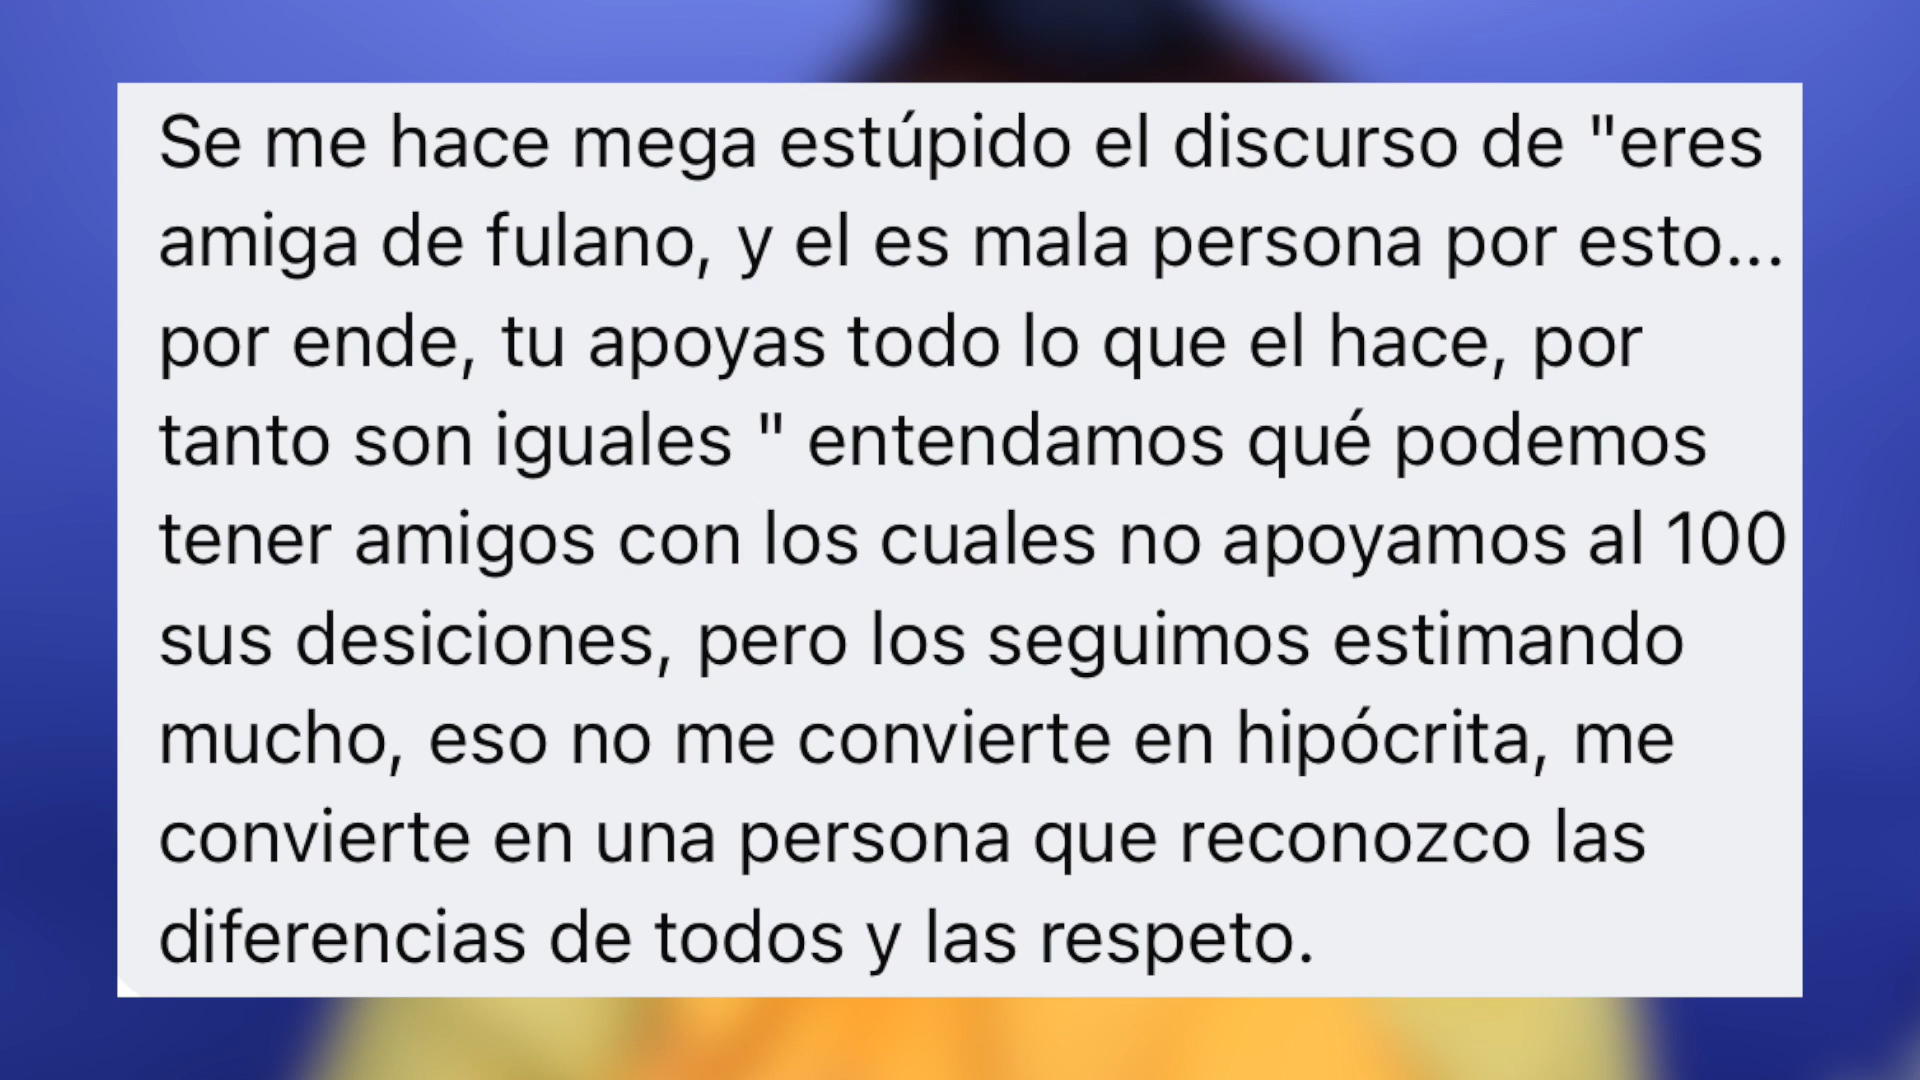 Se me hace mega estúpido el discurso de "eres
amiga de fulano, y el es mala persona por esto...
por ende, tu apoyas todo lo que el hace, por
tanto son iguales " entendamos qué podemos
tener amigos con los cuales no apoyamos al 100
sus desiciones, pero los seguimos estimando
mucho, eso no me convierte en hipócrita, me
convierte en una persona que reconozco las
diferencias de todos y las respeto.